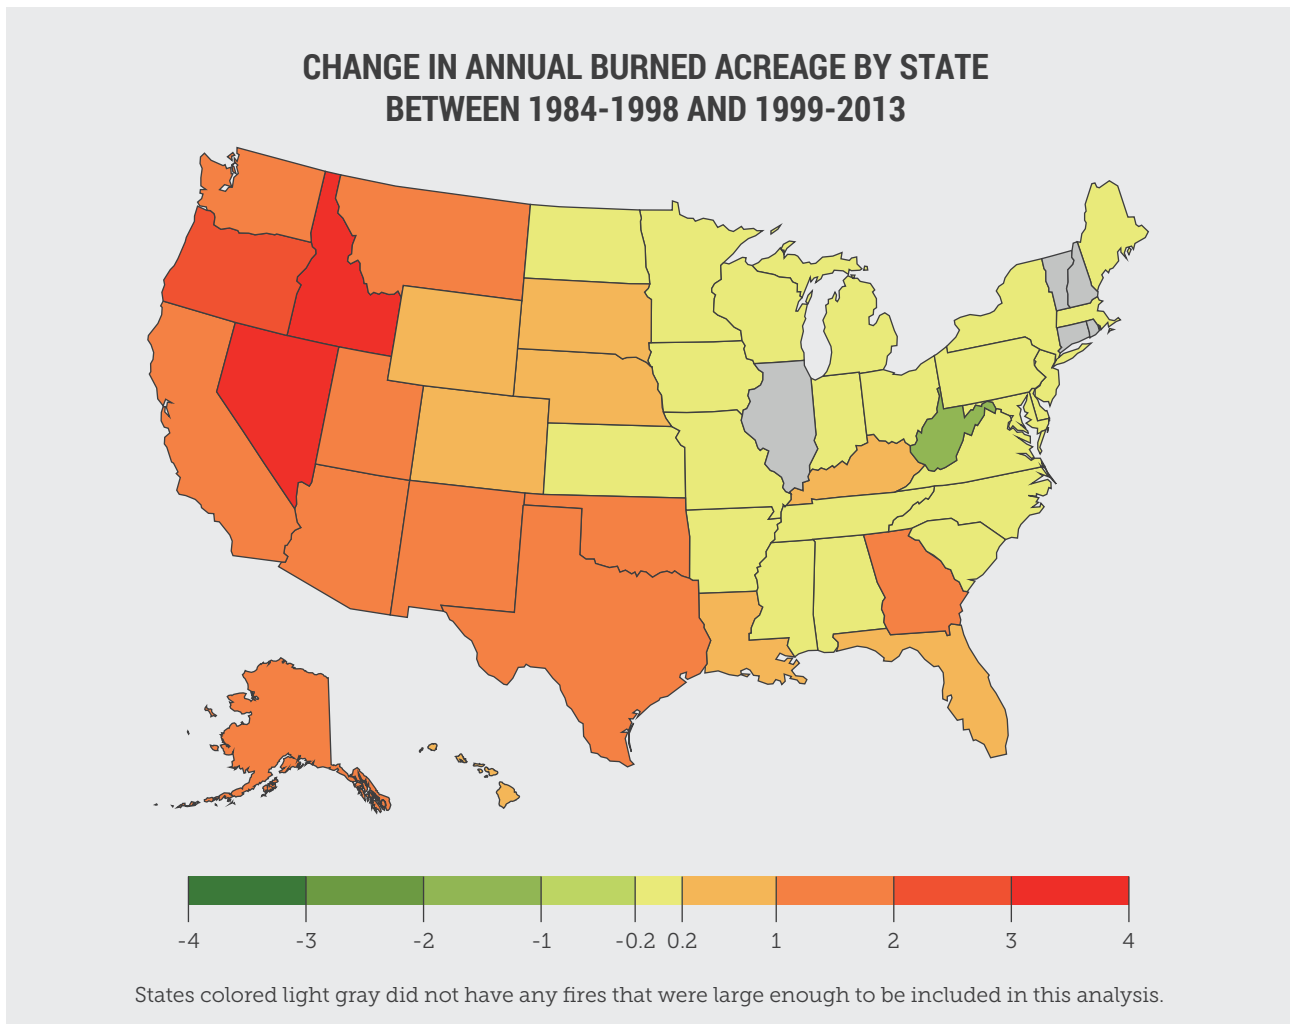 CHANGE IN ANNUAL BURNED ACREAGE BY STATE
BETWEEN 1984-1998 AND 1999-2013
-4 -3 -2 -1 -0.2 0.2 1 2 3 4
States colored light gray did not have any fires that were large enough to be included in this analysis.